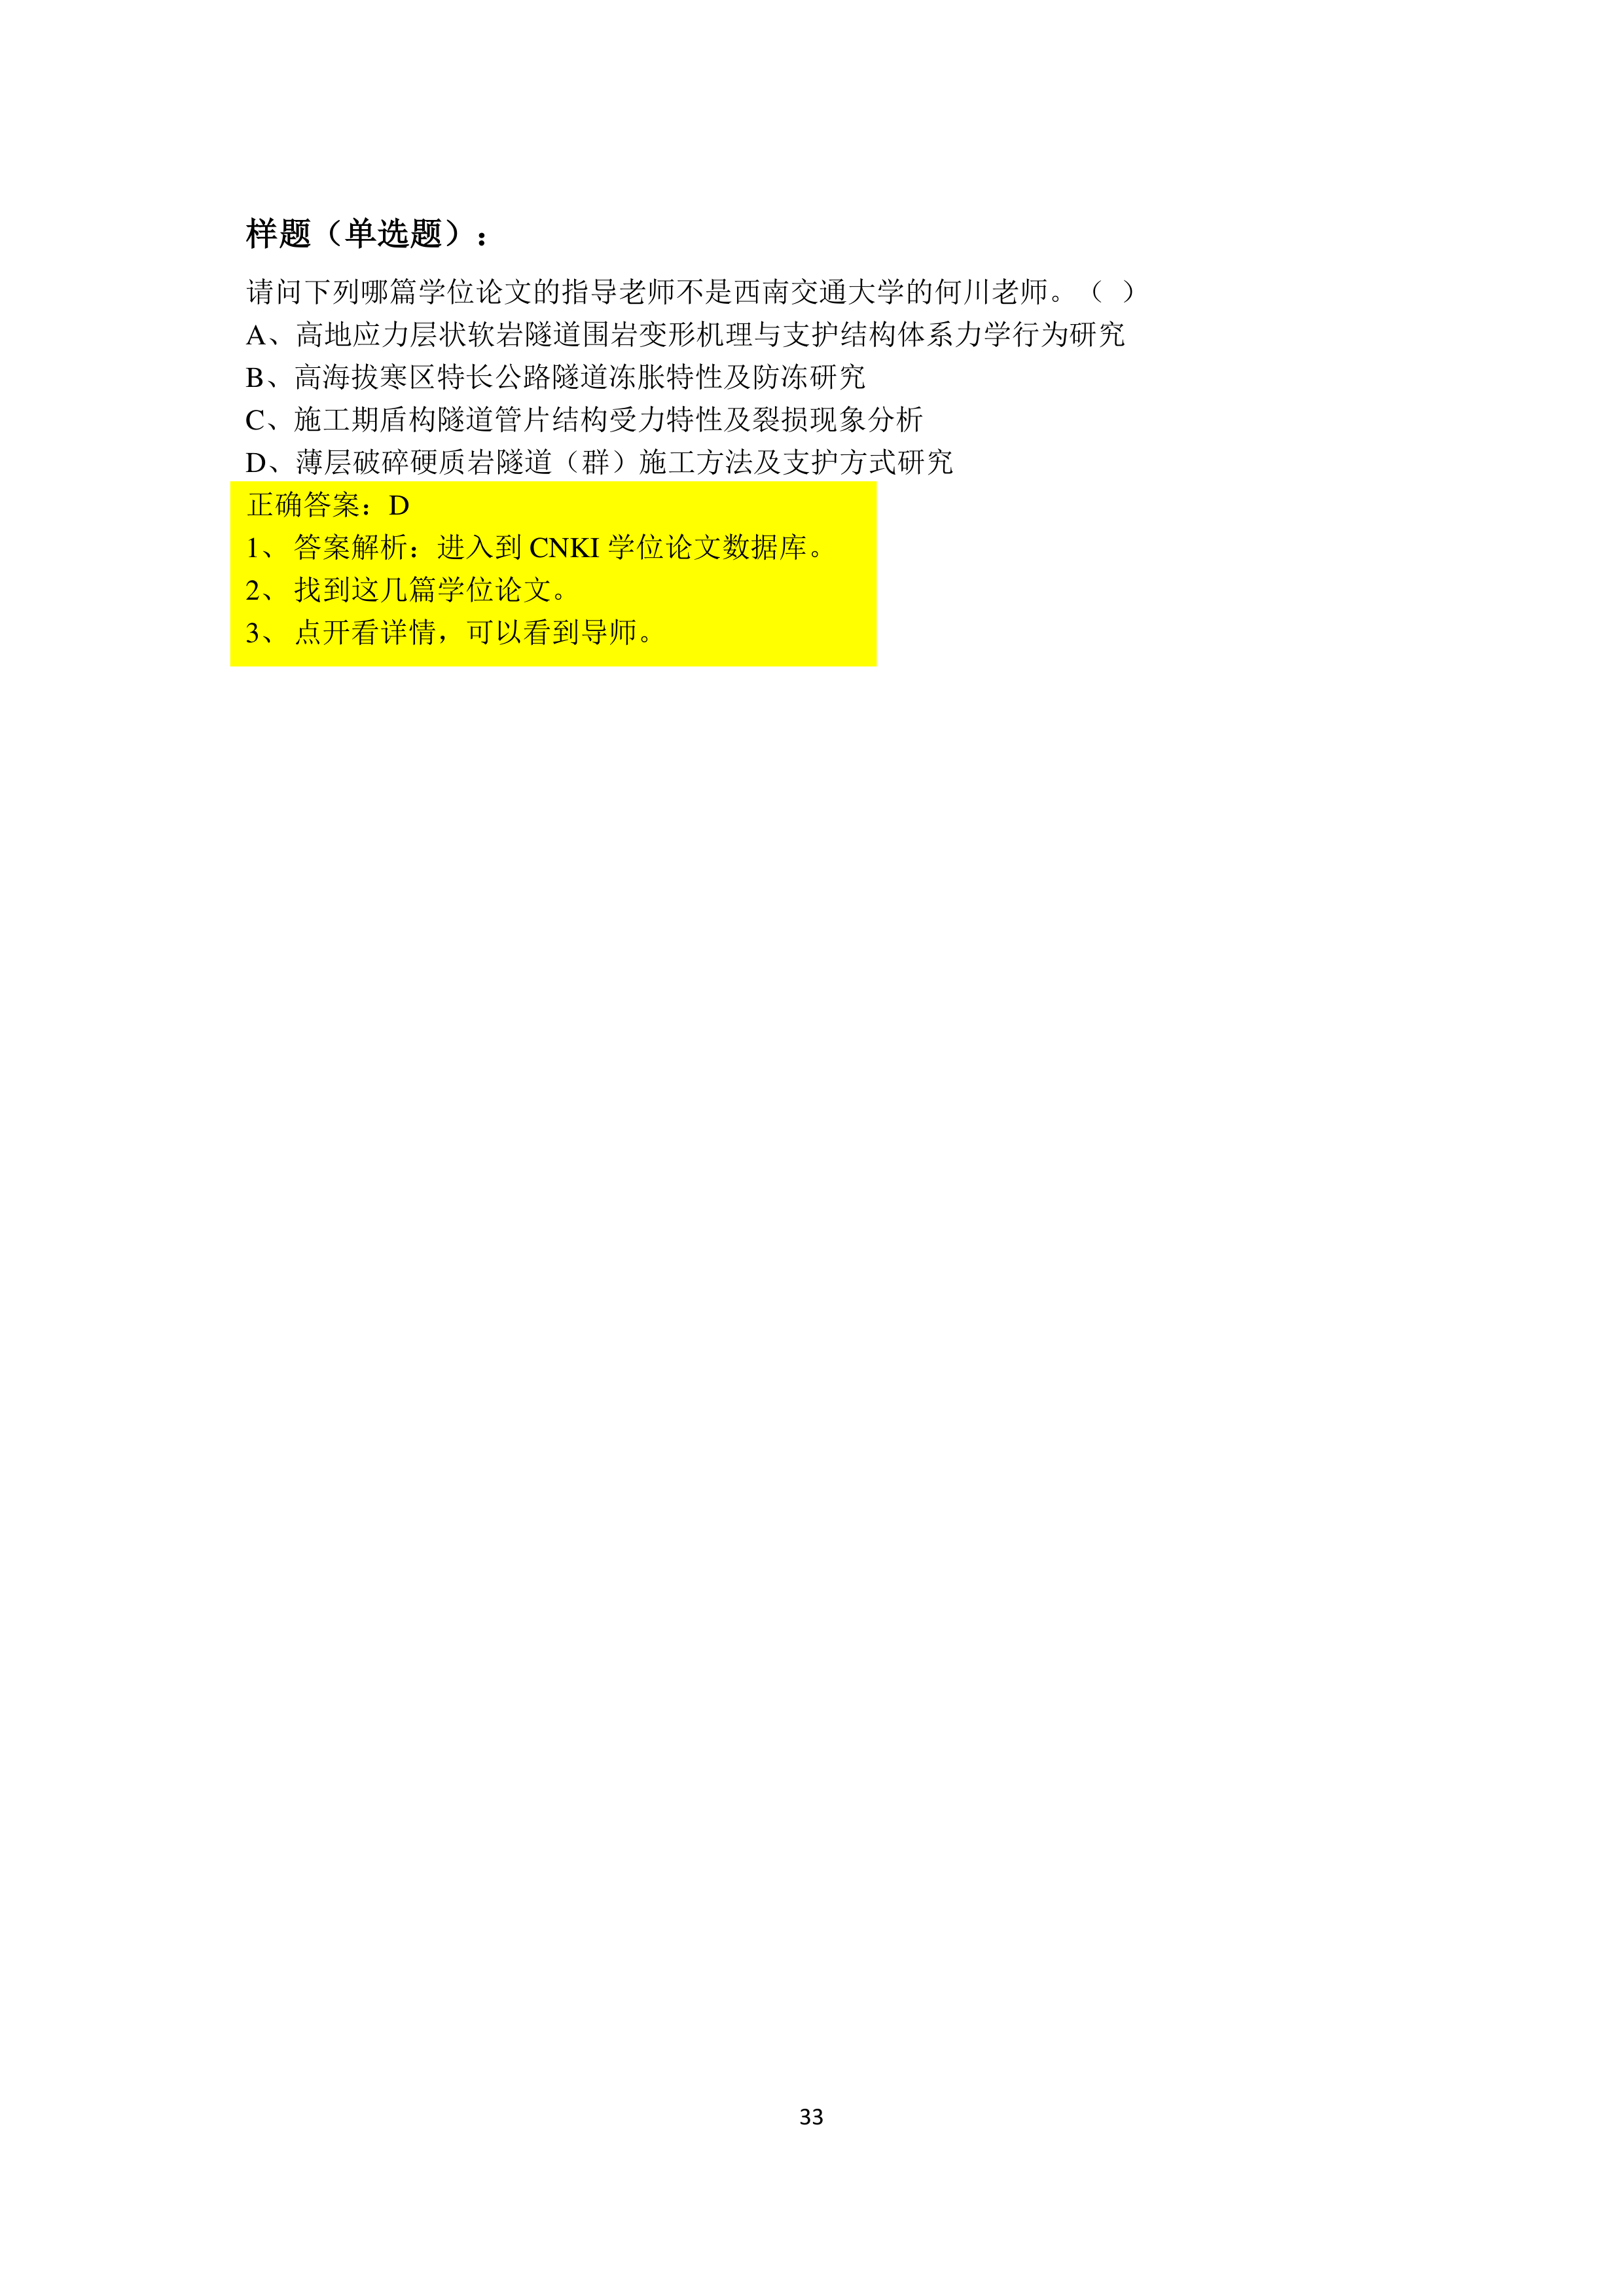 样题（单选题）：
请问下列哪篇学位论文的指导老师不是西南交通大学的何川老师。（ ）
A、高地应力层状软岩隧道围岩变形机理与支护结构体系力学行为研究
B、高海拔寒区特长公路隧道冻胀特性及防冻研究
C、施工期盾构隧道管片结构受力特性及裂损现象分析
D、薄层破碎硬质岩隧道（群）施工方法及支护方式研究
正确答案：D
1、 答案解析：进入到 CNKI 学位论文数据库。
2、 找到这几篇学位论文。
3、 点开看详情，可以看到导师。
33